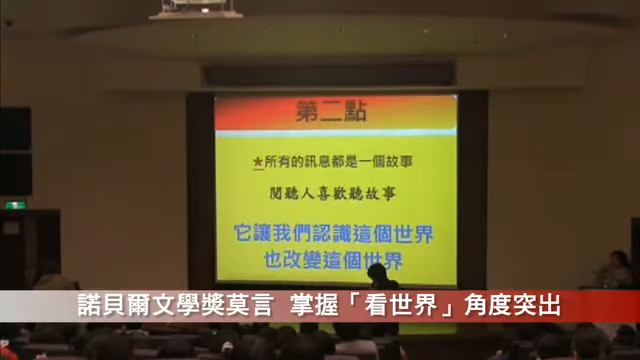 第二點
*所有的訊息都是一個故事
閱聽人喜歡聽故事
它讓我們認識這個世界
也改變這個世界
諾貝爾文學獎莫言 掌握「看世界」角度突出